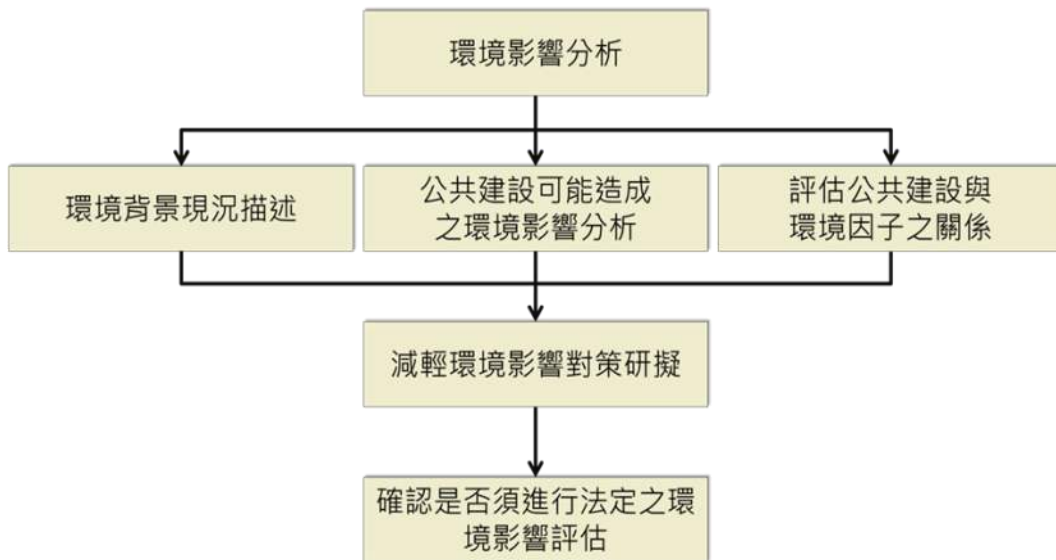 環境影響分析
環境背景現況描述
公共建設可能造成
之環境影響分析
評估公共建設與
環境因子之關係
減輕環境影響對策研擬
確認是否須進行法定之環
境影響評估